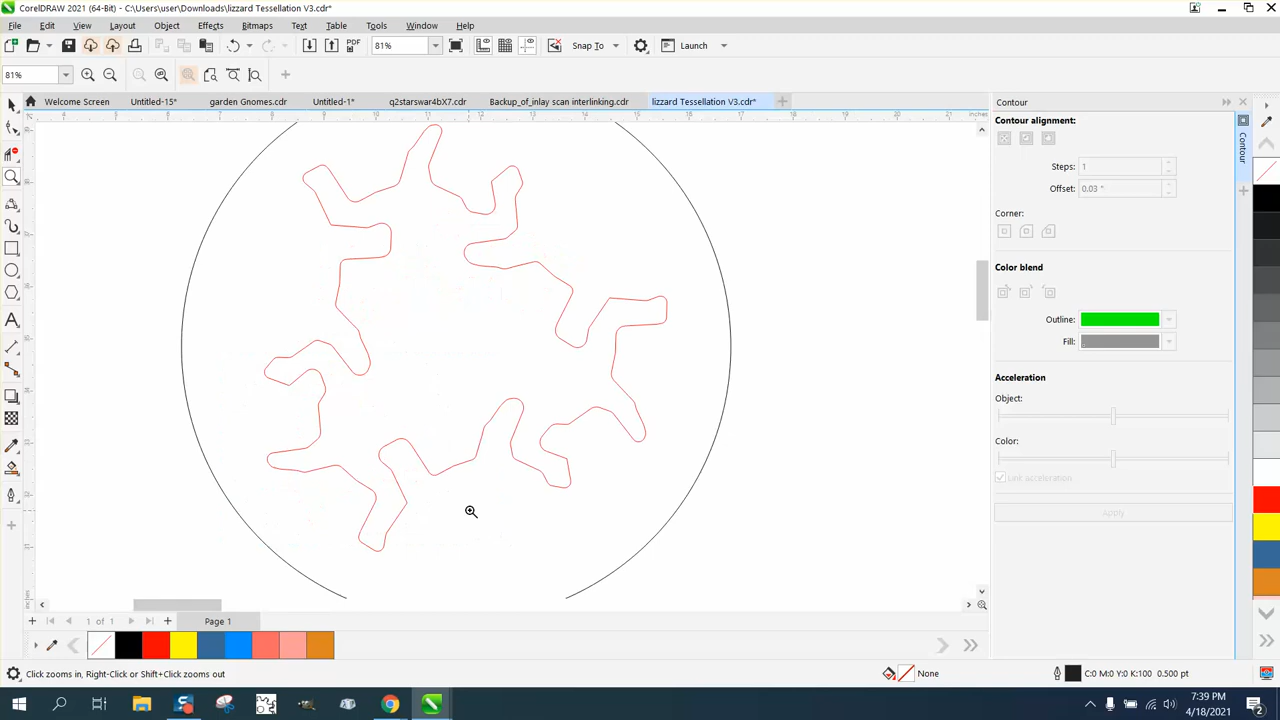 CorelDRAW 2021 (64-Bit) - C:\Users\user\Downloads\lizzard Tessellation V3.cdr*
File Edit View Layout Object Effects Bitmaps Text Table Tools Window Help
PDF 81% Snap To Launch
81%
Welcome Screen Untitled-15* garden Gnomes.cdr Untitled-1* q2starswar4bX7.cdr Backup_of_inlay scan interlinking.cdr lizzard Tessellation V3.cdr*
inches
Contour
Contour alignment:
Steps: 1
Offset: 0.03 "
Corner:
Color blend
Outline:
Fill:
Acceleration
Object:
Color:
Link acceleration
Apply
Contour
1 of 1 Page 1
Click zooms in, Right-Click or Shift+Click zooms out
None
C:0 M:0 Y:0 K:100 0.500 pt
7:39 PM
4/18/2021
2